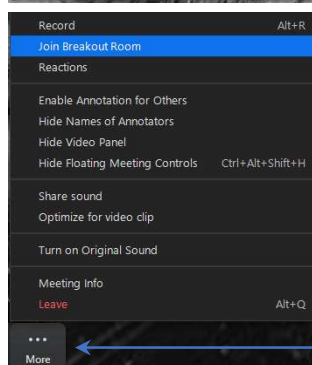 Record Alt+R
Join Breakout Room
Reactions
Enable Annotation for Others
Hide Names of Annotators
Hide Video Panel
Hide Floating Meeting Controls Ctrl+Alt+Shift+H
Share sound
Optimize for video clip
Turn on Original Sound
Meeting Info
Leave Alt+Q
More